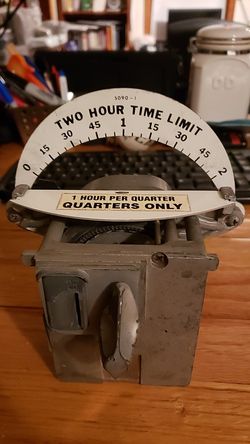 5090-1
TWO HOUR TIME LIMIT
0 15 30 45 1 15 30 45 2
1 HOUR PER QUARTER
QUARTERS ONLY